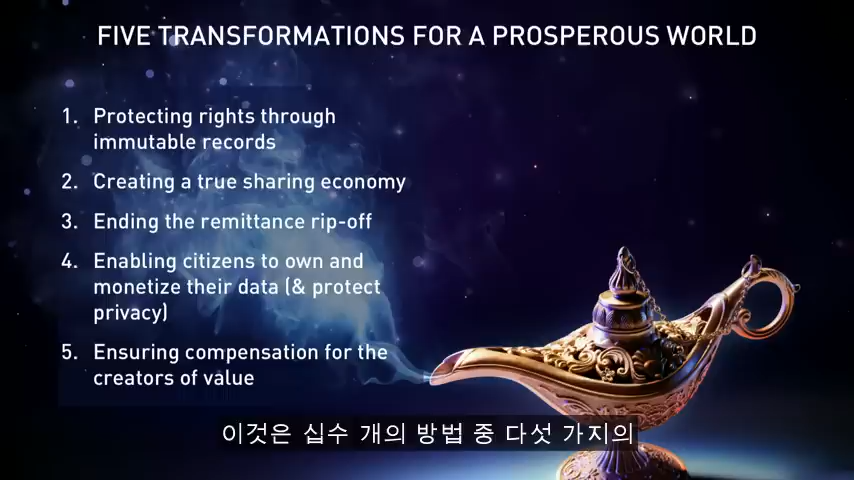 FIVE TRANSFORMATIONS FOR A PROSPEROUS WORLD
1. Protecting rights through
immutable records
2. Creating a true sharing economy
3. Ending the remittance rip-off
4. Enabling citizens to own and
monetize their data (& protect
privacy)
5. Ensuring compensation for the
creators of value
이것은 십수 개의 방법 중 다섯 가지의